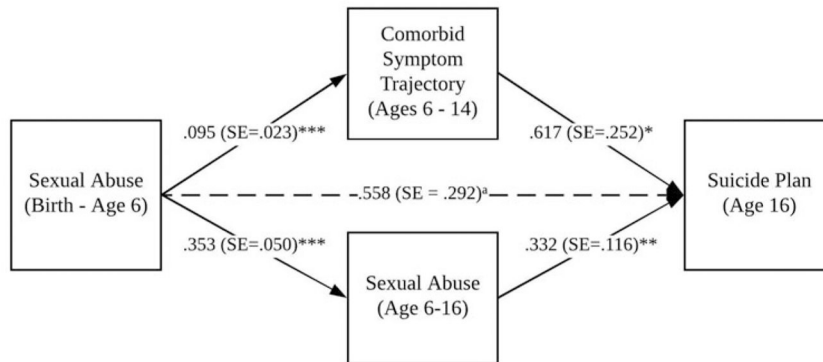 Comorbid
Symptom
Trajectory
(Ages 6 - 14)
.095 (SE=.023)***
.617 (SE=.252)*
Sexual Abuse
(Birth - Age 6)
-.558 (SE = .292)ª
Suicide Plan
(Age 16)
.353 (SE=.050)***
.332 (SE=.116)**
Sexual Abuse
(Age 6-16)